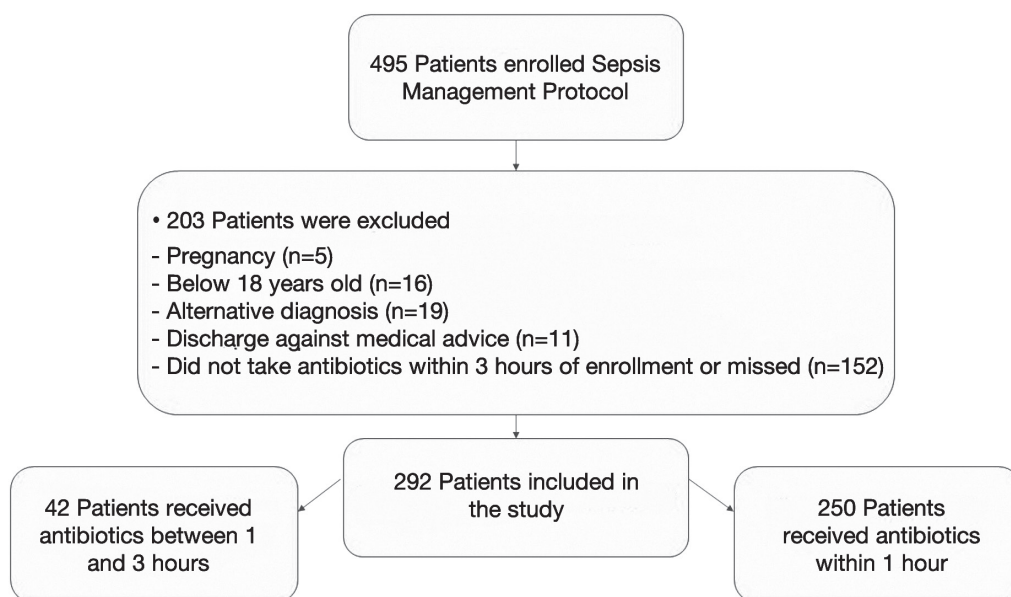 495 Patients enrolled Sepsis
Management Protocol
• 203 Patients were excluded
- Pregnancy (n=5)
- Below 18 years old (n=16)
- Alternative diagnosis (n=19)
- Discharge against medical advice (n=11)
- Did not take antibiotics within 3 hours of enrollment or missed (n=152)
292 Patients included in
the study
42 Patients received
antibiotics between 1
and 3 hours
250 Patients
received antibiotics
within 1 hour